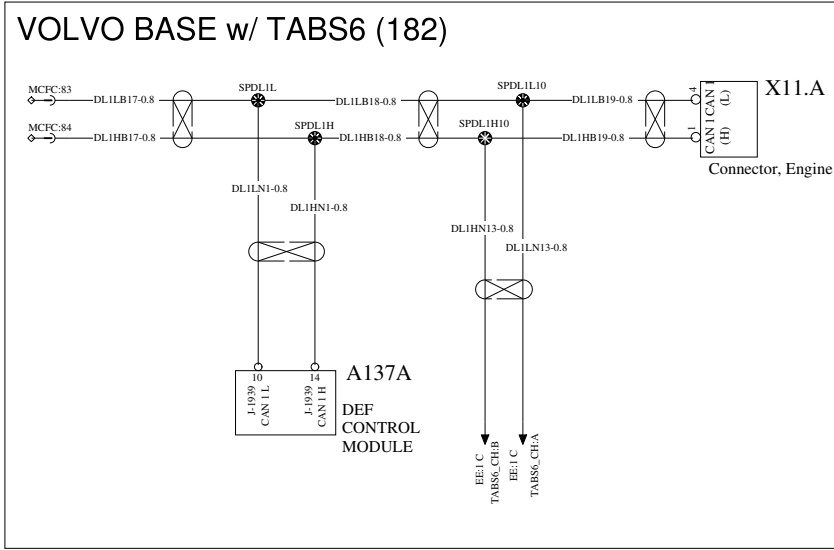 VOLVO BASE w/ TABS6 (182)
MCFC:83
DL1LB17-0.8
SPDL1L
DL1LB18-0.8
SPDL1L10
DL1LB19-0.8
4
CAN 1
(L)
X11.A
MCFC:84
DL1HB17-0.8
SPDL1H
DL1HB18-0.8
SPDL1H10
DL1HB19-0.8
1
CAN 1
(H)
Connector, Engine
DL1LN1-0.8
DL1HN1-0.8
DL1HN13-0.8
DL1LN13-0.8
10
J-1939
CAN 1 L
14
J-1939
CAN 1 H
A137A
DEF
CONTROL
MODULE
EE:1 C
TABS6_CH:B
EE:1 C
TABS6_CH:A